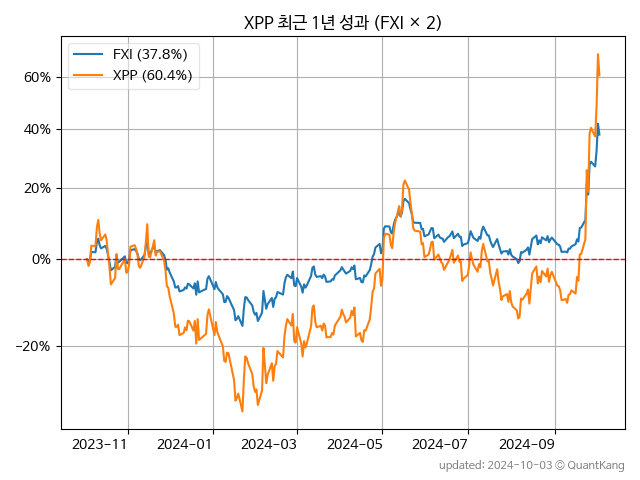 XPP 최근 1년 성과 (FXI × 2)
FXI (37.8%)
XPP (60.4%)
60%
40%
20%
0%
−20%
2023-11
2024-01
2024-03
2024-05
2024-07
2024-09
updated: 2024-10-03 © QuantKang